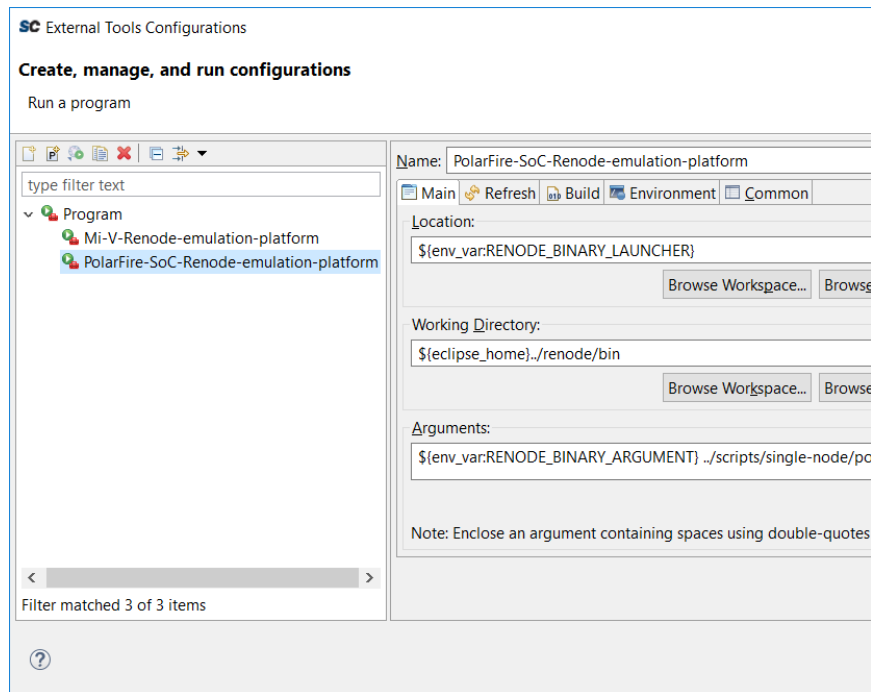 SC External Tools Configurations
Create, manage, and run configurations
Run a program
type filter text
Program
Mi-V-Renode-emulation-platform
PolarFire-SoC-Renode-emulation-platform
Filter matched 3 of 3 items
Name: PolarFire-SoC-Renode-emulation-platform
Main Refresh Build Environment Common
Location:
${env_var:RENODE_BINARY_LAUNCHER}
Browse Workspace... Browse
Working Directory:
${eclipse_home}../renode/bin
Browse Workspace... Browse
Arguments:
${env_var:RENODE_BINARY_ARGUMENT} ../scripts/single-node/po
Note: Enclose an argument containing spaces using double-quotes